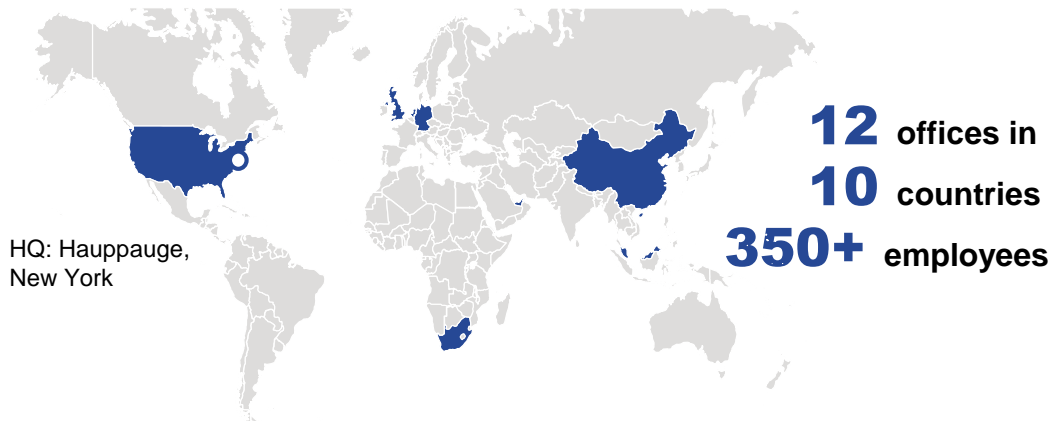 12 offices in
10 countries
350+ employees
HQ: Hauppauge,
New York